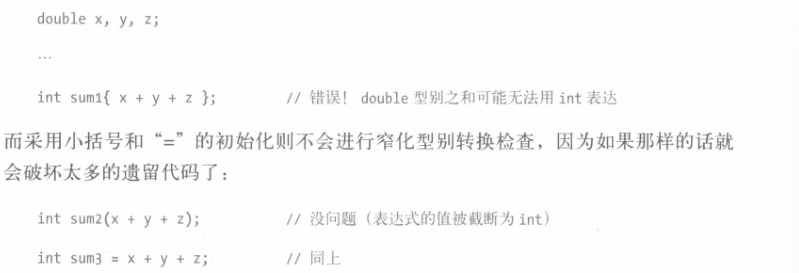 double x, y, z;
…
int sum1{ x + y + z }; // 错误！ double 型别之和可能无法用 int 表达
而采用小括号和“=”的初始化则不会进行窄化型别转换检查，因为如果那样的话就
会破坏太多的遗留代码了：
int sum2(x + y + z); // 没问题（表达式的值被截断为 int）
int sum3 = x + y + z; // 同上